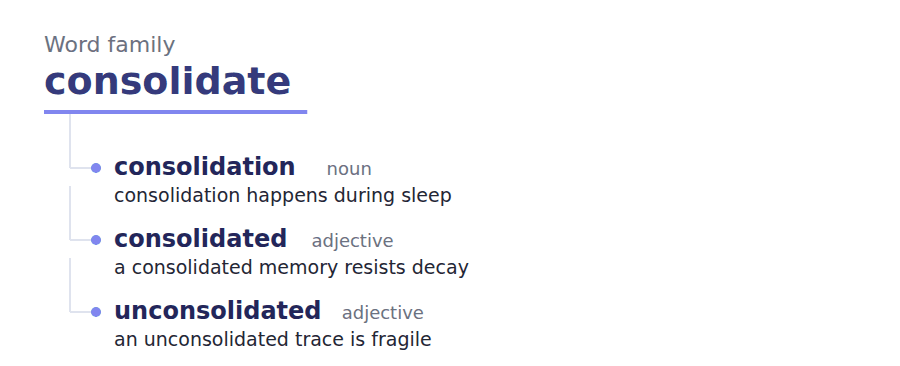 Word family
consolidate
consolidation noun
consolidation happens during sleep
consolidated adjective
a consolidated memory resists decay
unconsolidated adjective
an unconsolidated trace is fragile